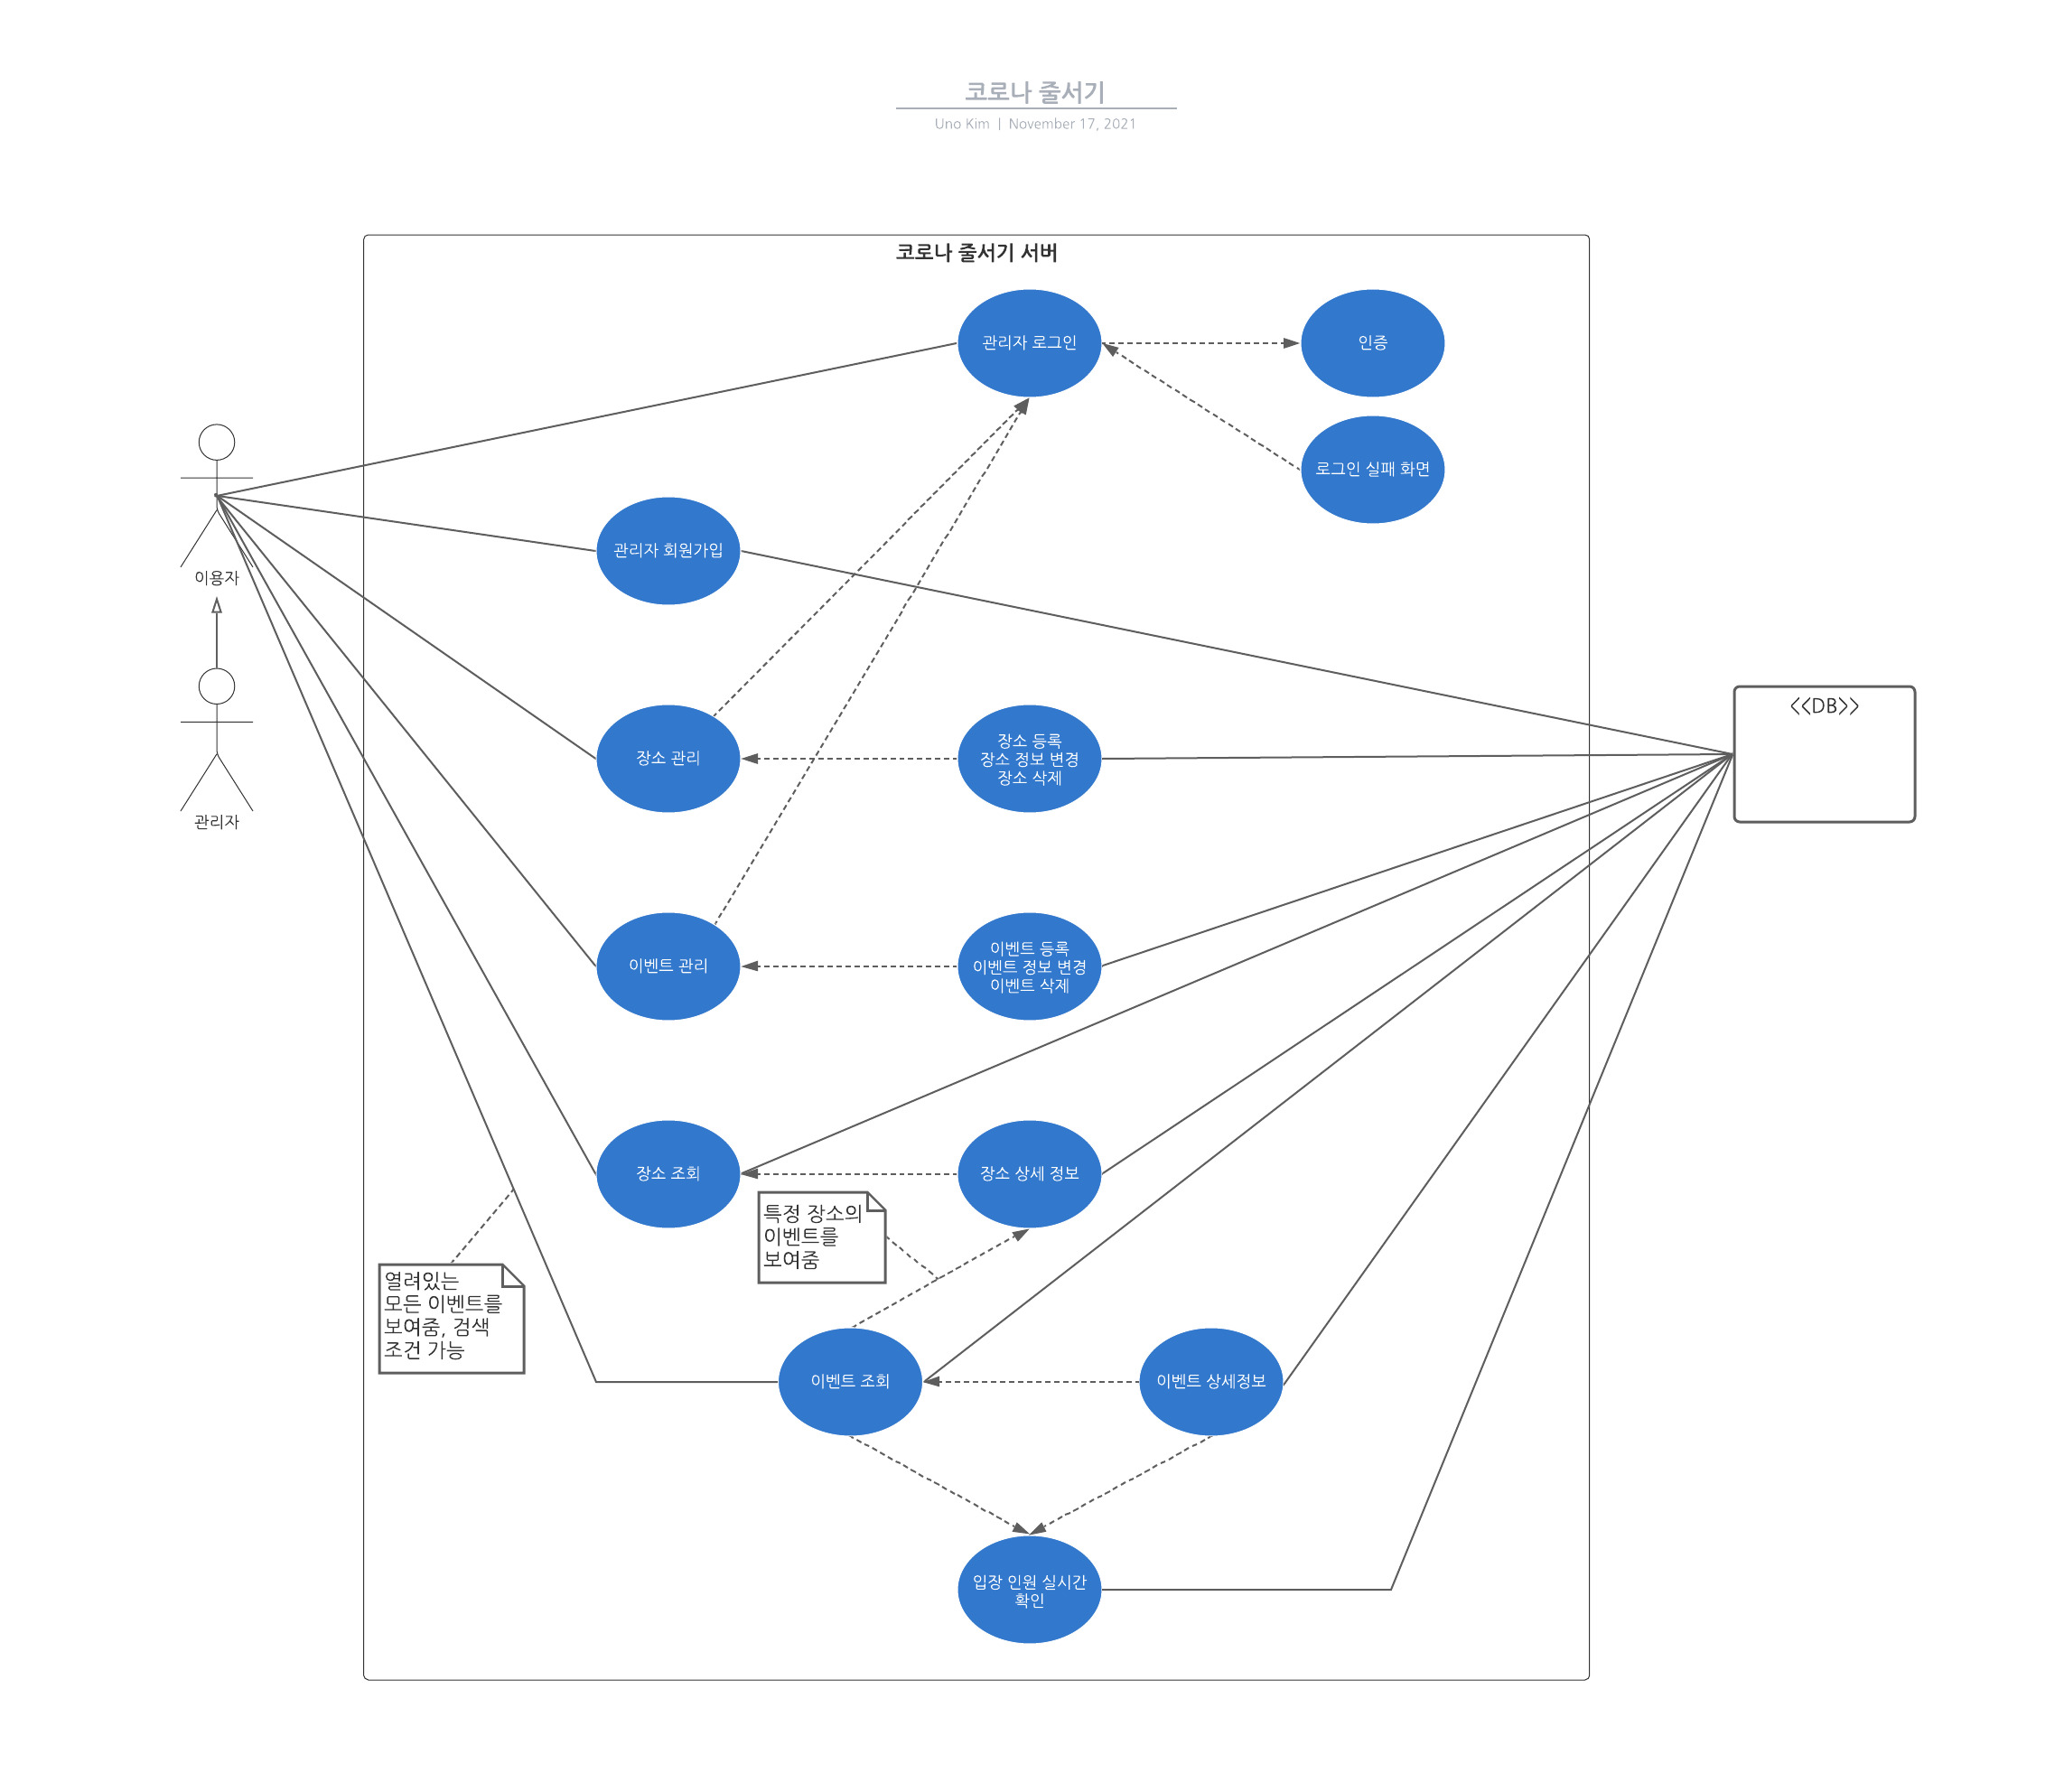 코로나 줄서기
Uno Kim | November 17, 2021
코로나 줄서기 서버
관리자 로그인
인증
로그인 실패 화면
이용자
관리자 회원가입
관리자
장소 관리
장소 등록
장소 정보 변경
장소 삭제
<<DB>>
이벤트 관리
이벤트 등록
이벤트 정보 변경
이벤트 삭제
장소 조회
장소 상세 정보
특정 장소의
이벤트를
보여줌
열려있는
모든 이벤트를
보여줌, 검색
조건 가능
이벤트 조회
이벤트 상세정보
입장 인원 실시간
확인